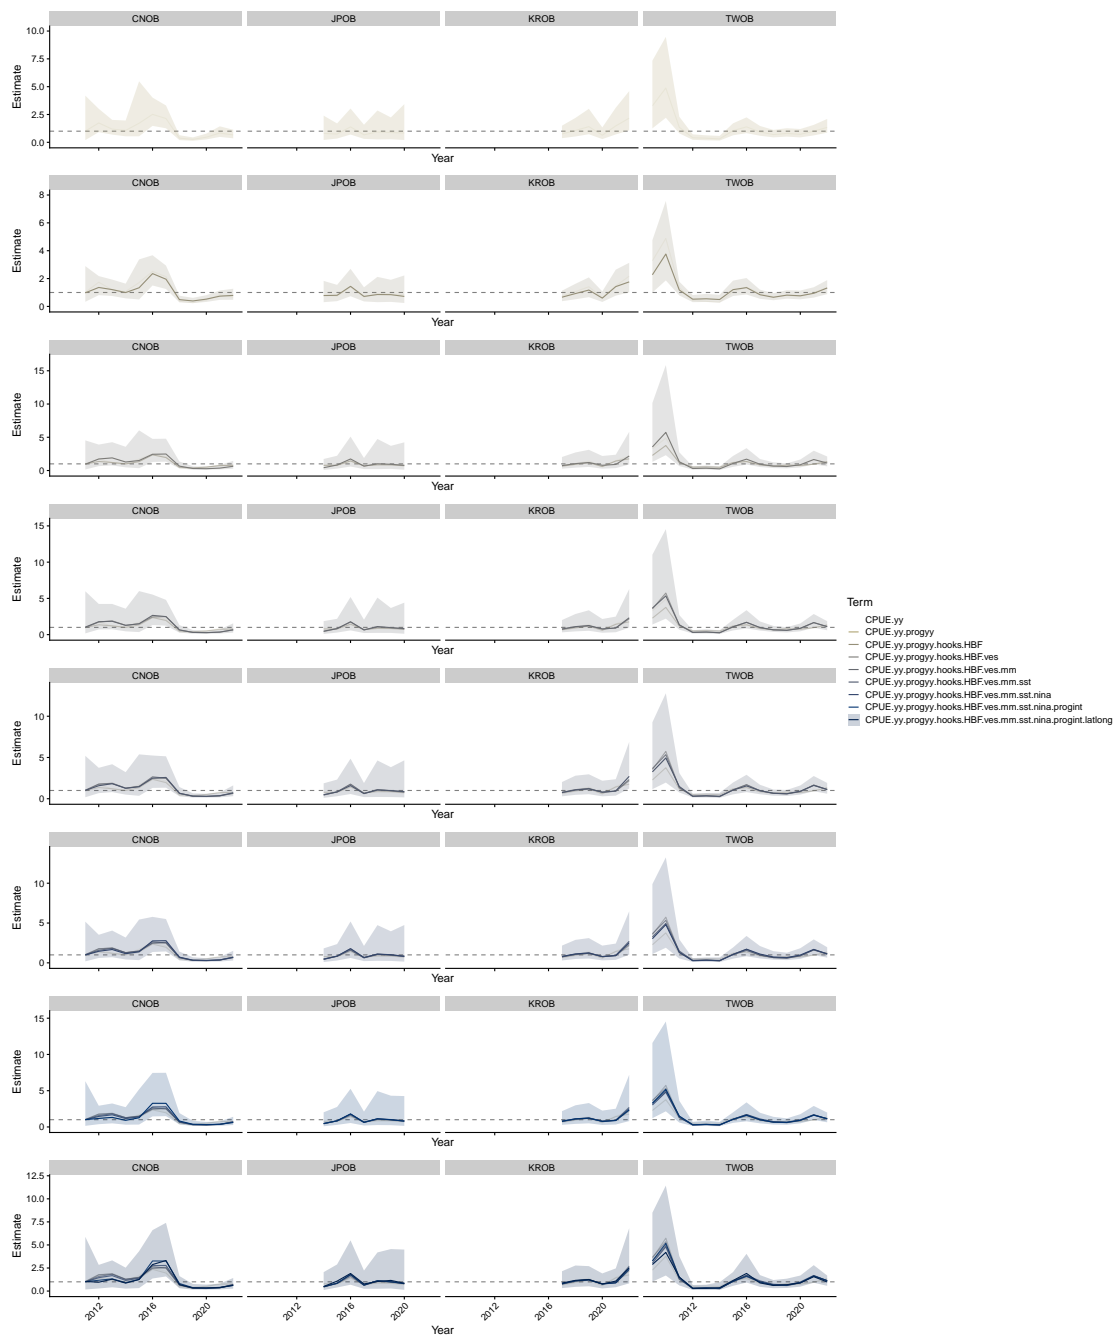 CNOB JPOB KROB TWOB
10.0
7.5
5.0
2.5
0.0
Estimate
Year
CNOB JPOB KROB TWOB
8
6
4
2
0
Estimate
Year
CNOB JPOB KROB TWOB
15
10
5
0
Estimate
Year
CNOB JPOB KROB TWOB
15
10
5
0
Estimate
Year
CNOB JPOB KROB TWOB
10
5
0
Estimate
Year
CNOB JPOB KROB TWOB
10
5
0
Estimate
Year
CNOB JPOB KROB TWOB
15
10
5
0
Estimate
Year
CNOB JPOB KROB TWOB
12.5
10.0
7.5
5.0
2.5
0.0
Estimate
2012 2016 2020 2012 2016 2020 2012 2016 2020 2012 2016 2020
Year
Term
CPUE.yy
CPUE.yy.progyy
CPUE.yy.progyy.hooks.HBF
CPUE.yy.progyy.hooks.HBF.ves
CPUE.yy.progyy.hooks.HBF.ves.mm
CPUE.yy.progyy.hooks.HBF.ves.mm.sst
CPUE.yy.progyy.hooks.HBF.ves.mm.sst.nina
CPUE.yy.progyy.hooks.HBF.ves.mm.sst.nina.progint
CPUE.yy.progyy.hooks.HBF.ves.mm.sst.nina.progint.latlong